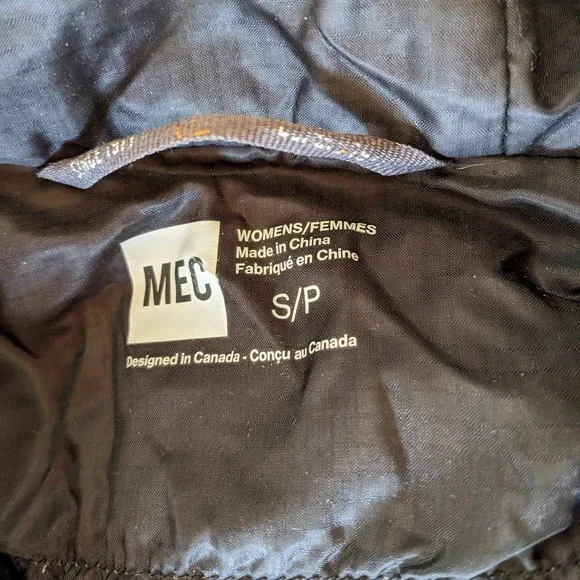 MEC
WOMENS/FEMMES
Made in China
Fabriqué en Chine
S/P
Designed in Canada - Conçu au Canada